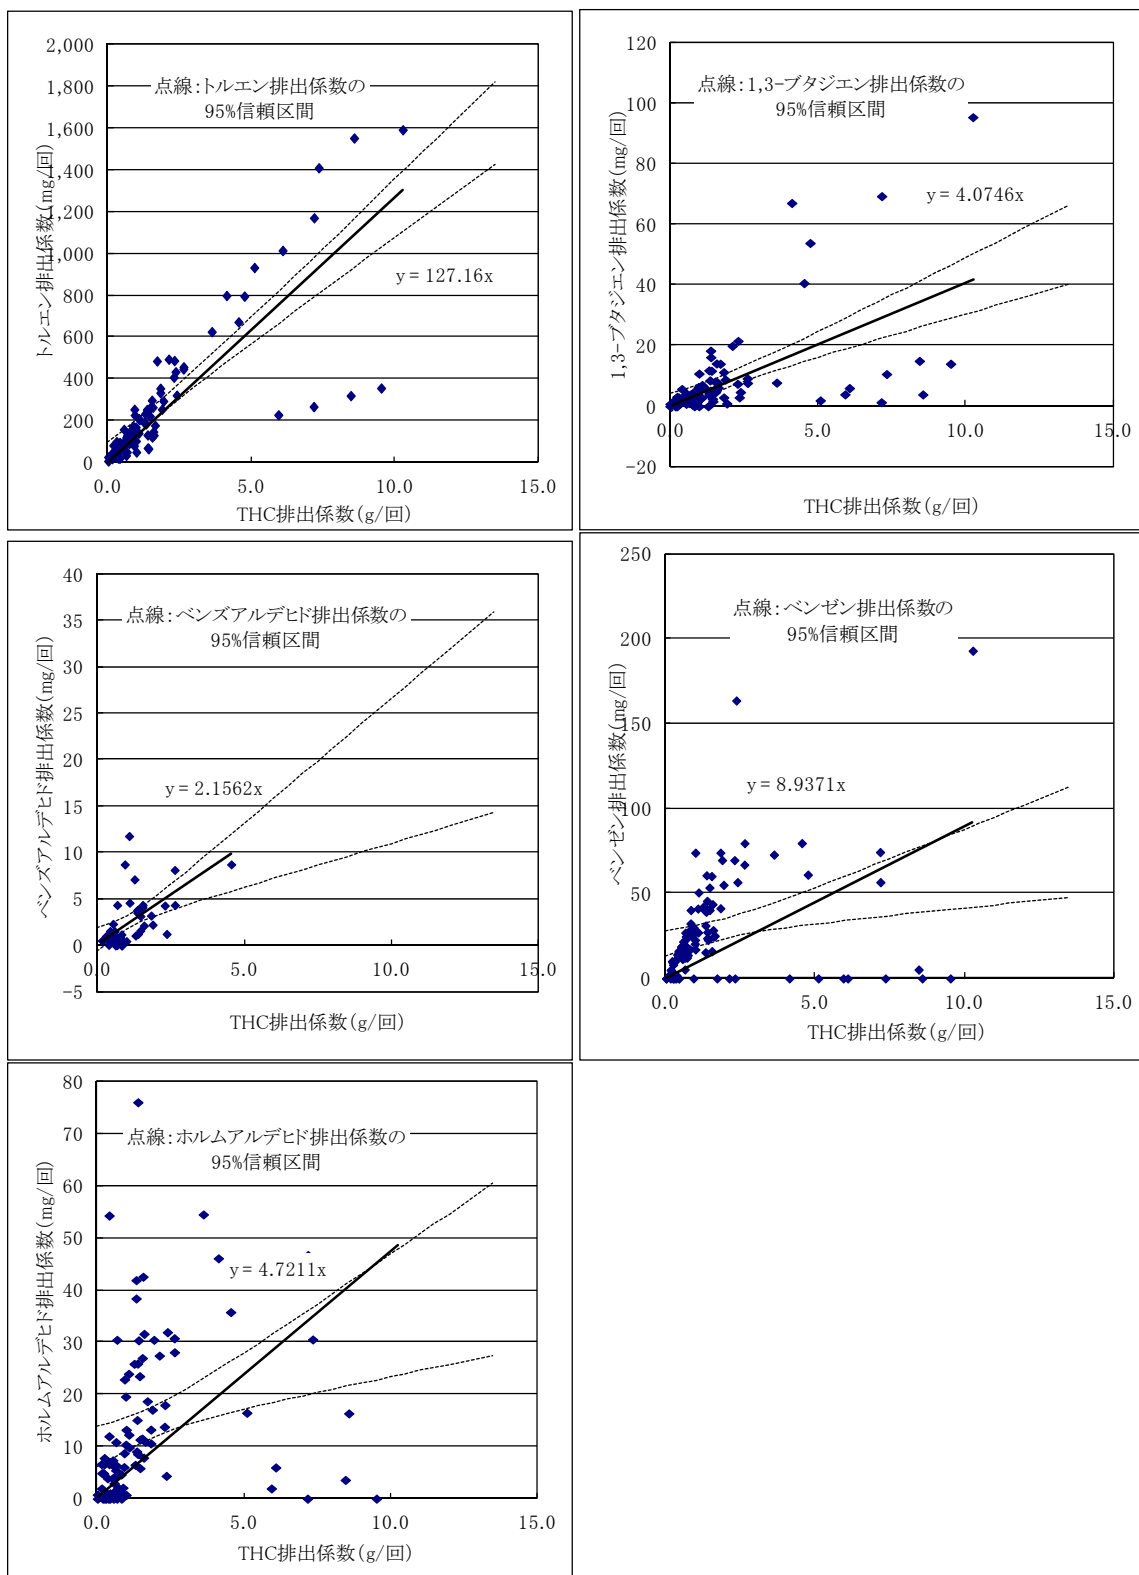 2,000
1,800
1,600
1,400
1,200
1,000
800
600
400
200
0
0.0
5.0
10.0
15.0
点線:トルエン排出係数の
95%信頼区間
y = 127.16x
トルエン排出係数(mg/回)
THC排出係数(g/回)
120
100
80
60
40
20
0
-20
0.0
5.0
10.0
15.0
点線:1,3-ブタジエン排出係数の
95%信頼区間
y = 4.0746x
1,3-ブタジエン排出係数(mg/回)
THC排出係数(g/回)
40
35
30
25
20
15
10
5
0
-5
0.0
5.0
10.0
15.0
点線:ベンズアルデヒド排出係数の
95%信頼区間
y = 2.1562x
ベンズアルデヒド排出係数(mg/回)
THC排出係数(g/回)
250
200
150
100
50
0
0.0
5.0
10.0
15.0
点線:ベンゼン排出係数の
95%信頼区間
y = 8.9371x
ベンゼン排出係数(mg/回)
THC排出係数(g/回)
80
70
60
50
40
30
20
10
0
0.0
5.0
10.0
15.0
点線:ホルムアルデヒド排出係数の
95%信頼区間
y = 4.7211x
ホルムアルデヒド排出係数(mg/回)
THC排出係数(g/回)